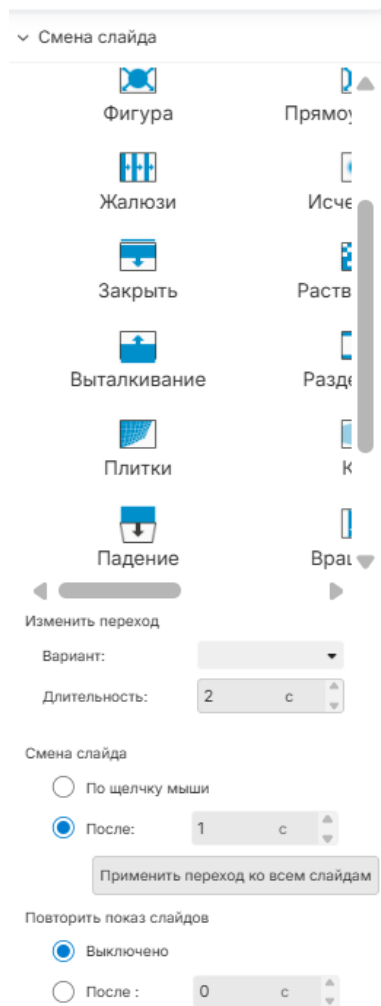 Смена слайда
Фигура
Жалюзи
Закрыть
Выталкивание
Плитки
Падение
Изменить переход
Вариант:
Длительность: 2 с
Смена слайда
По щелчку мыши
После: 1 с
Применить переход ко всем слайдам
Повторить показ слайдов
Выключено
После : 0 с